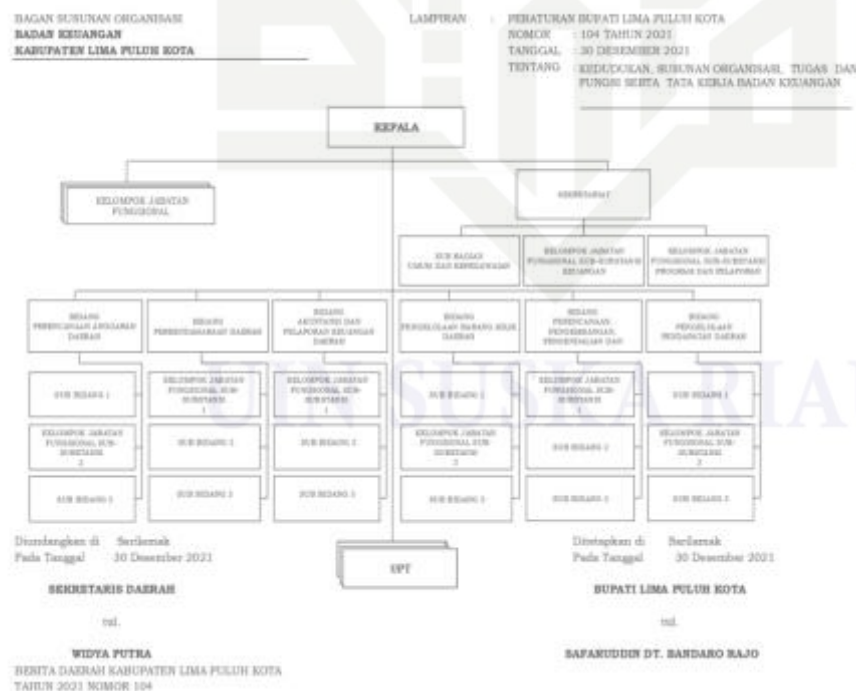 BAGAN SUSUNAN ORGANISASI
BADAN KEUANGAN
KABUPATEN LIMA PULUH KOTA
LAMPIRAN : PERATURAN BUPATI LIMA PULUH KOTA
NOMOR : 104 TAHUN 2021
TANGGAL : 30 DESEMBER 2021
TENTANG : KEDUDUKAN, SUSUNAN ORGANISASI, TUGAS DAN
FUNGSI SERTA TATA KERJA BADAN KEUANGAN
KEPALA
KELOMPOK JABATAN
FUNGSIONAL
SEKRETARIAT
SUB BAGIAN
UMUM DAN KEPEGAWAIAN
KELOMPOK JABATAN
FUNGSIONAL SUB-SUBSTANSI
KEUANGAN
KELOMPOK JABATAN
FUNGSIONAL SUB-SUBSTANSI
PROGRAM DAN PELAPORAN
BIDANG
PERENCANAAN ANGGARAN
DAERAH
BIDANG
PERBENDAHARAAN DAERAH
BIDANG
AKUNTANSI DAN
PELAPORAN KEUANGAN
DAERAH
BIDANG
PENGELOLAAN BARANG MILIK
DAERAH
BIDANG
PERENCANAAN
PENGEMBANGAN,
PENGENDALIAN DAN
BIDANG
PENGELOLAAN
PENDAPATAN DAERAH
SUB BIDANG 1
KELOMPOK JABATAN
FUNGSIONAL SUB-
SUBSTANSI
1
KELOMPOK JABATAN
FUNGSIONAL SUB-
SUBSTANSI
1
SUB BIDANG 1
KELOMPOK JABATAN
FUNGSIONAL SUB-
SUBSTANSI
1
SUB BIDANG 1
KELOMPOK JABATAN
FUNGSIONAL SUB-
SUBSTANSI
2
SUB BIDANG 2
SUB BIDANG 2
KELOMPOK JABATAN
FUNGSIONAL SUB-
SUBSTANSI
2
SUB BIDANG 2
KELOMPOK JABATAN
FUNGSIONAL SUB-
SUBSTANSI
2
SUB BIDANG 3
SUB BIDANG 3
SUB BIDANG 3
SUB BIDANG 3
SUB BIDANG 3
SUB BIDANG 3
UIN SUSKA RIA
Diundangkan di Sarilamak
Pada Tanggal 30 Desember 2021
SEKRETARIS DAERAH
ttd.
WIDYA PUTRA
BERITA DAERAH KABUPATEN LIMA PULUH KOTA
TAHUN 2021 NOMOR 104
UPT
Ditetapkan di Sarilamak
Pada Tanggal 30 Desember 2021
BUPATI LIMA PULUH KOTA
ttd.
SAFARUDDIN DT. BANDARO RAJO